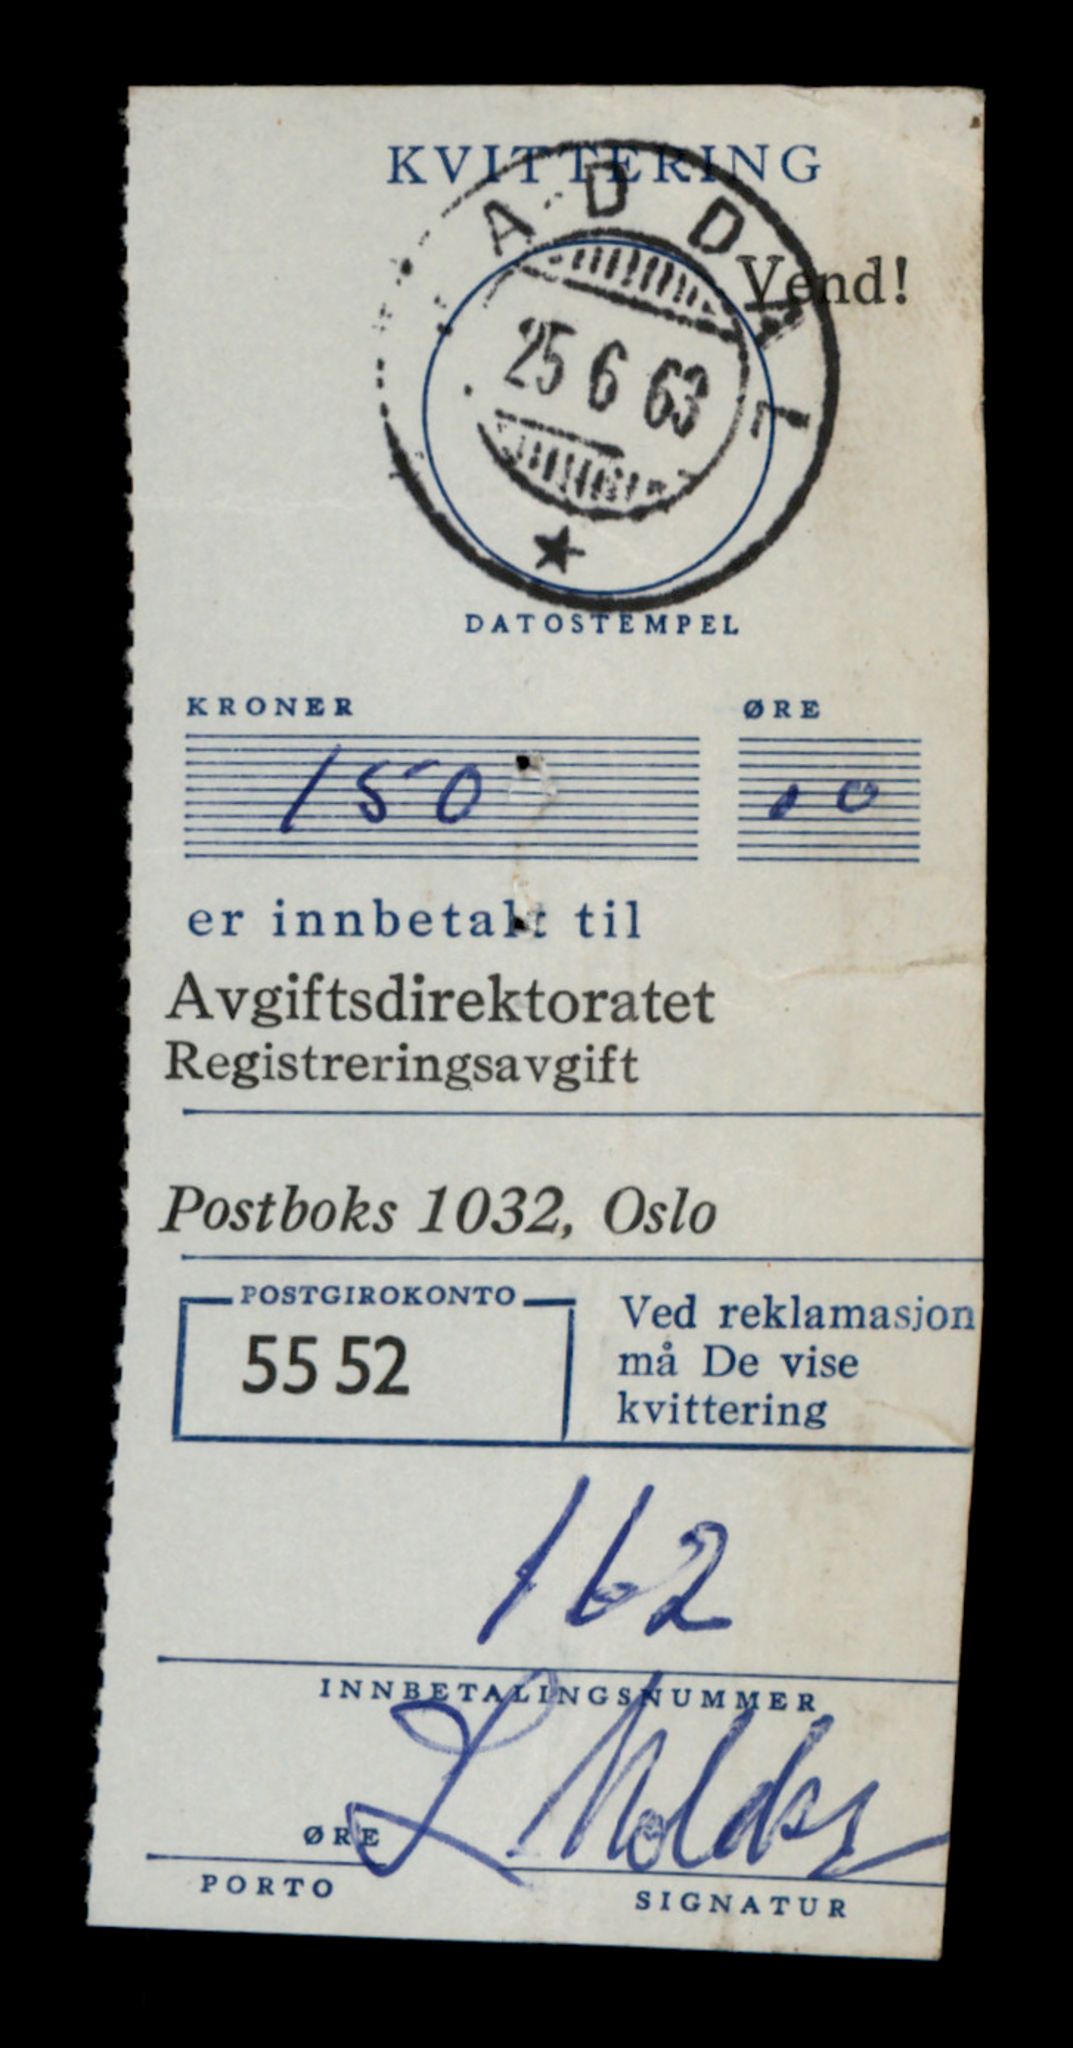 KVITTERING
ADDAL
Vend!
25 6 63
DATOSTEMPEL
KRONER ØRE
150 00
er innbetalt til
Avgiftsdirektoratet
Registreringsavgift
Postboks 1032, Oslo
POSTGIROKONTO
55 52
Ved reklamasjon
må De vise
kvittering
162
INNBETALINGSNUMMER
ØRE
PORTO
SIGNATUR